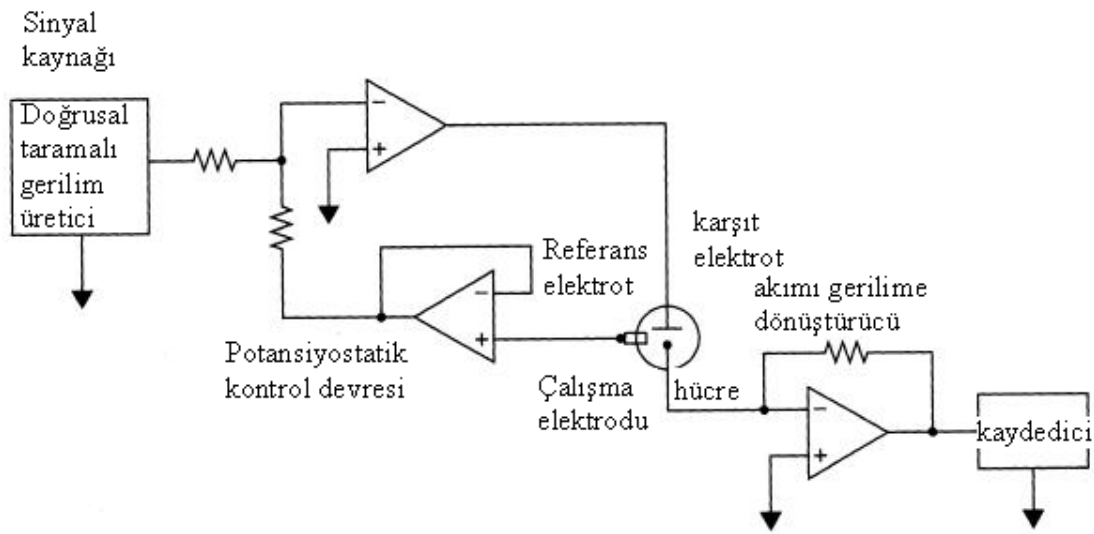 Sinyal
kaynağı
Doğrusal
taramalı
gerilim
üretici
−
+
karşıt
elektrot
Referans
elektrot
−
+
akımı gerilime
dönüştürücü
Potansiyostatik
kontrol devresi
Çalışma
elektrodu
hücre
−
+
kaydedici